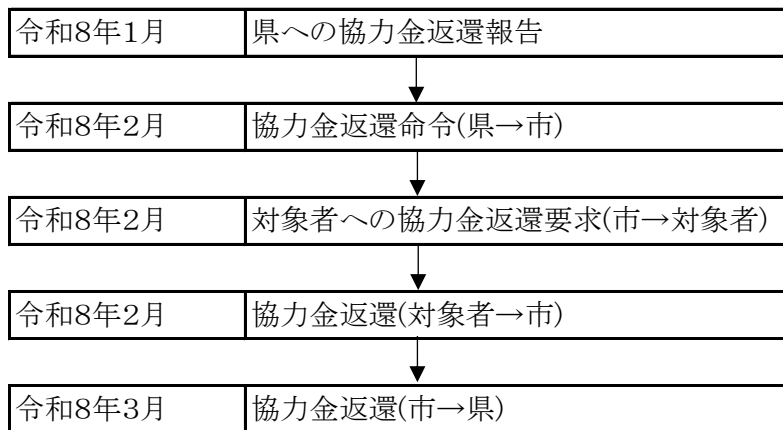 令和8年1月 県への協力金返還報告
令和8年2月 協力金返還命令(県→市)
令和8年2月 対象者への協力金返還要求(市→対象者)
令和8年2月 協力金返還(対象者→市)
令和8年3月 協力金返還(市→県)